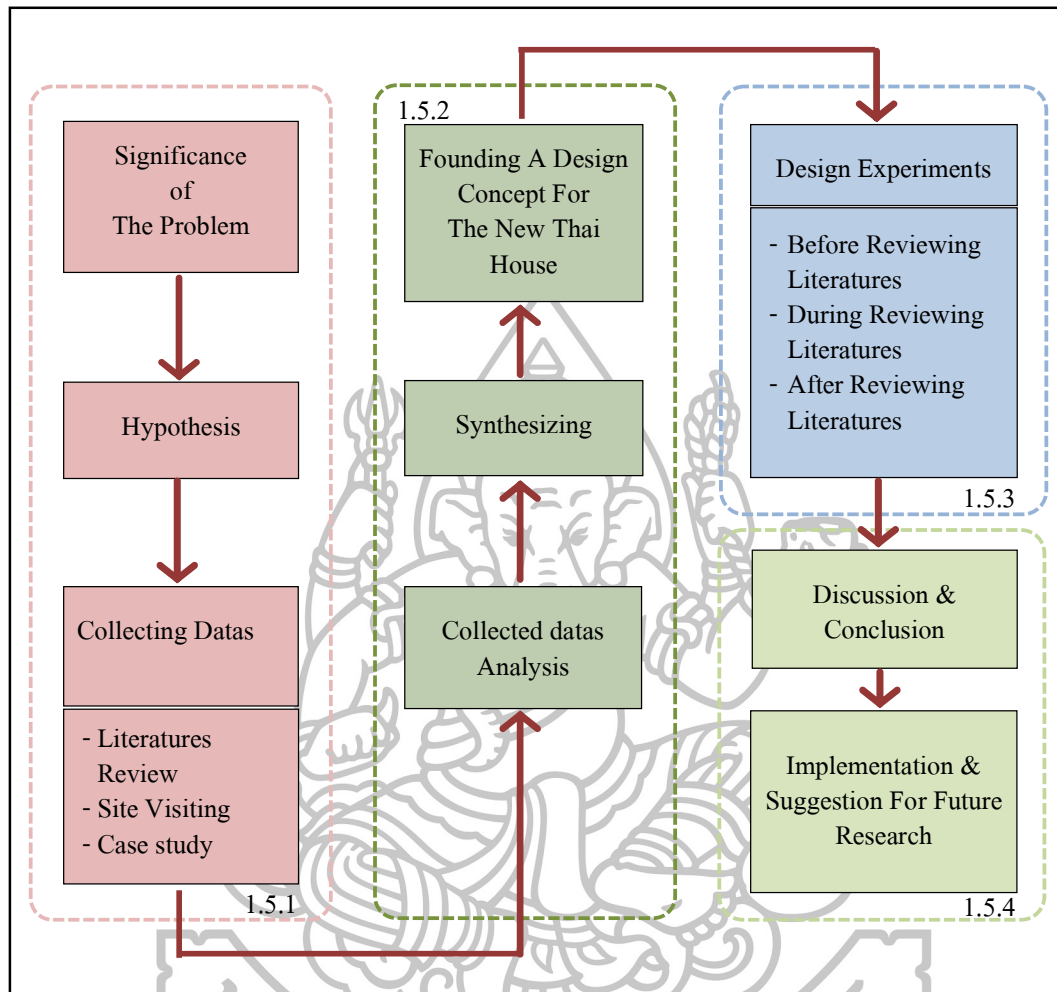 Significance
of
The Problem
Hypothesis
Collecting Datas
- Literatures
Review
- Site Visiting
- Case study
1.5.1
1.5.2
Founding A Design
Concept For
The New Thai
House
Synthesizing
Collected datas
Analysis
Design Experiments
- Before Reviewing
Literatures
- During Reviewing
Literatures
- After Reviewing
Literatures
1.5.3
Discussion &
Conclusion
Implementation &
Suggestion For Future
Research
1.5.4